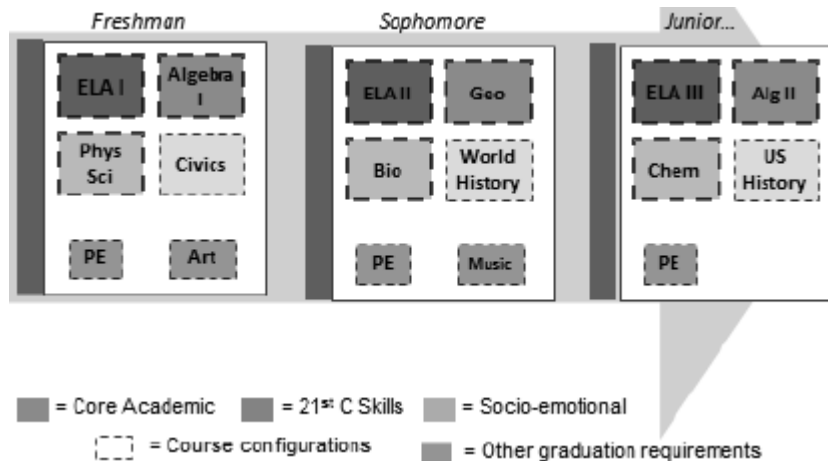 Freshman Sophomore Junior...
ELA I Algebra I ELA II Geo ELA III Alg II
Phys Sci Civics Bio World History Chem US History
PE Art PE Music PE
= Core Academic = 21st C Skills = Socio-emotional
= Course configurations = Other graduation requirements